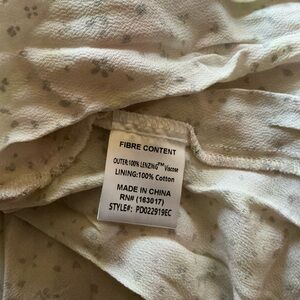 FIBRE CONTENT
OUTER:100% LENZING™ Viscose
LINING:100% Cotton
MADE IN CHINA
RN# (163017)
STYLE#: PD022919EC